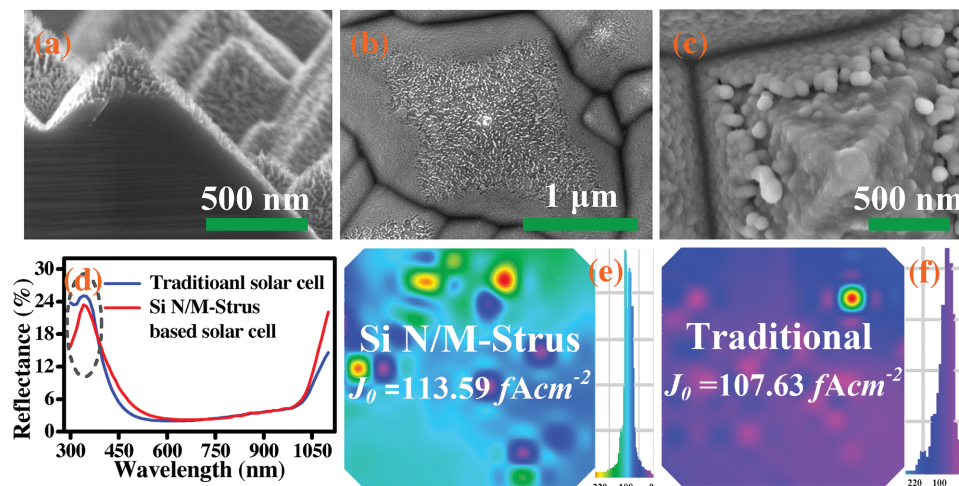 (a)
500 nm
(b)
1 μm
(c)
500 nm
(d)
Reflectance (%)
30
24
18
12
6
0
300 450 600 750 900 1050
Wavelength (nm)
Traditioanl solar cell
Si N/M-Strus
based solar cell
(e)
Si N/M-Strus
J0 =113.59 fAcm-2
220 100 0
(f)
Traditional
J0 =107.63 fAcm-2
220 100